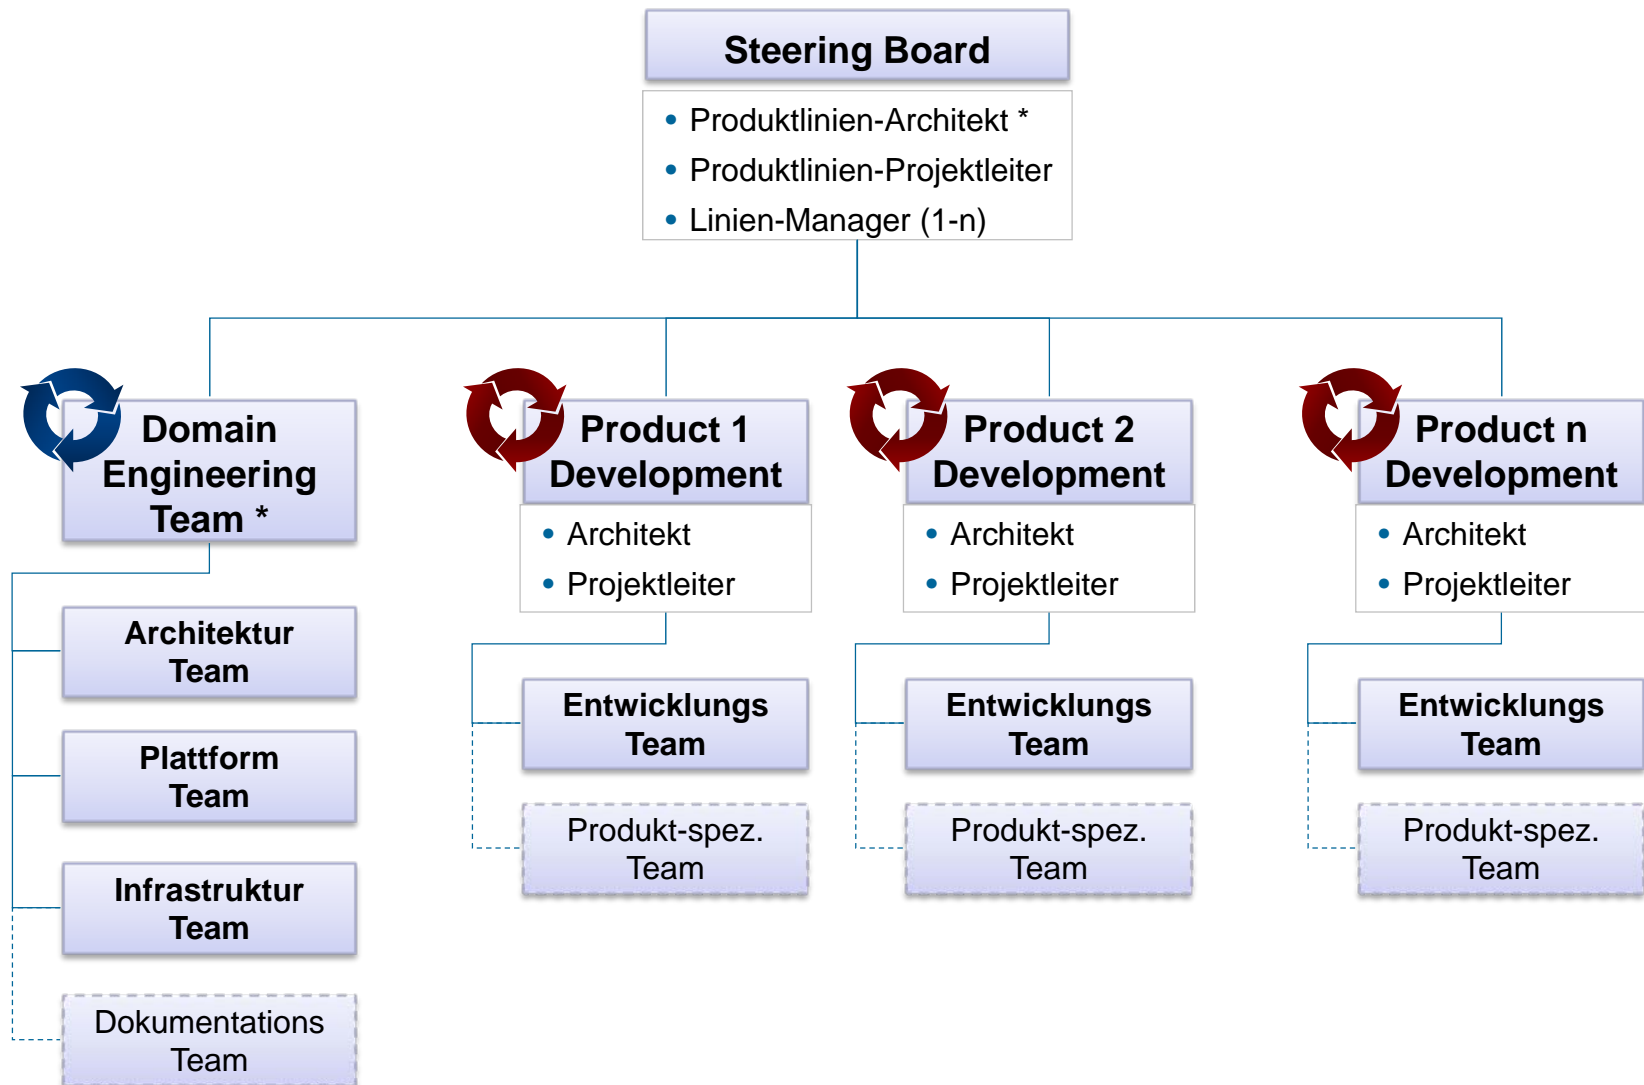 Steering Board
• Produktlinien-Architekt *
• Produktlinien-Projektleiter
• Linien-Manager (1-n)
Domain
Engineering
Team *
Architektur
Team
Plattform
Team
Infrastruktur
Team
Dokumentations
Team
Product 1
Development
• Architekt
• Projektleiter
Entwicklungs
Team
Produkt-spez.
Team
Product 2
Development
• Architekt
• Projektleiter
Entwicklungs
Team
Produkt-spez.
Team
Product n
Development
• Architekt
• Projektleiter
Entwicklungs
Team
Produkt-spez.
Team